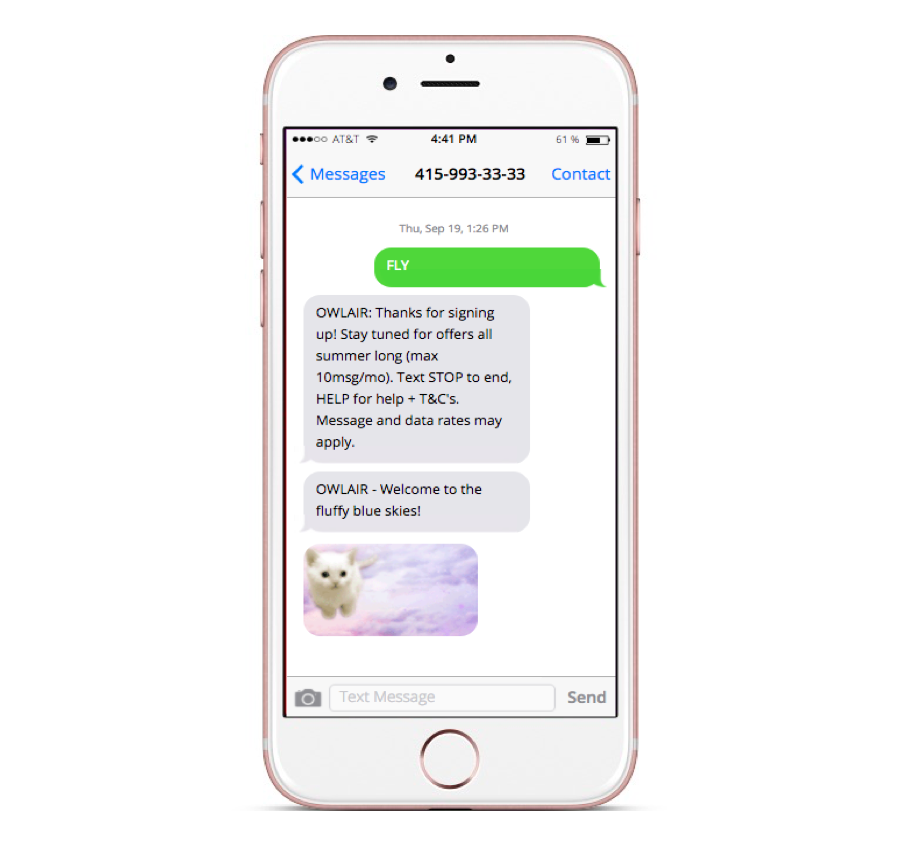 AT&T 4:41 PM 61 %
Messages 415-993-33-33 Contact
Thu, Sep 19, 1:26 PM
FLY
OWLAIR: Thanks for signing
up! Stay tuned for offers all
summer long (max
10msg/mo). Text STOP to end,
HELP for help + T&C's.
Message and data rates may
apply.
OWLAIR - Welcome to the
fluffy blue skies!
Text Message Send